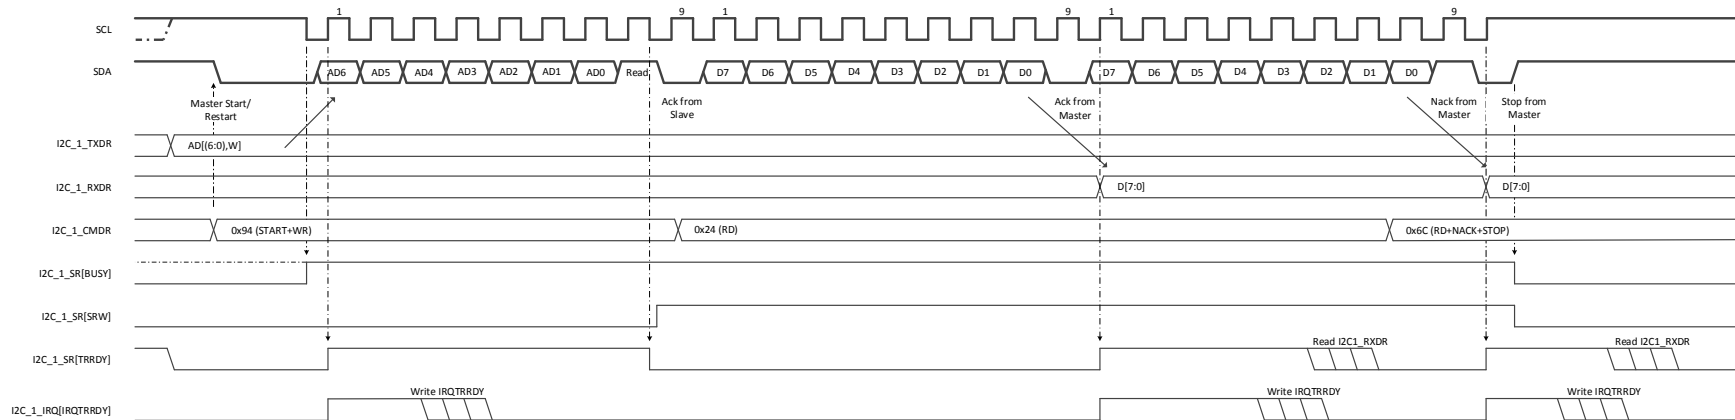 1 9 1 9 1 9
SCL
SDA AD6 AD5 AD4 AD3 AD2 AD1 AD0 Read D7 D6 D5 D4 D3 D2 D1 D0 D7 D6 D5 D4 D3 D2 D1 D0
Master Start/
Restart
Ack from
Slave
Ack from
Master
Nack from
Master
Stop from
Master
I2C_1_TXDR AD[(6:0),W]
I2C_1_RXDR D[7:0] D[7:0]
I2C_1_CMDR 0x94 (START+WR) 0x24 (RD) 0x6C (RD+NACK+STOP)
I2C_1_SR[BUSY]
I2C_1_SR[SRW]
Read I2C1_RXDR Read I2C1_RXDR
I2C_1_SR[TRRDY]
Write IRQTRRDY Write IRQTRRDY Write IRQTRRDY
I2C_1_IRQ[IRQTRRDY]